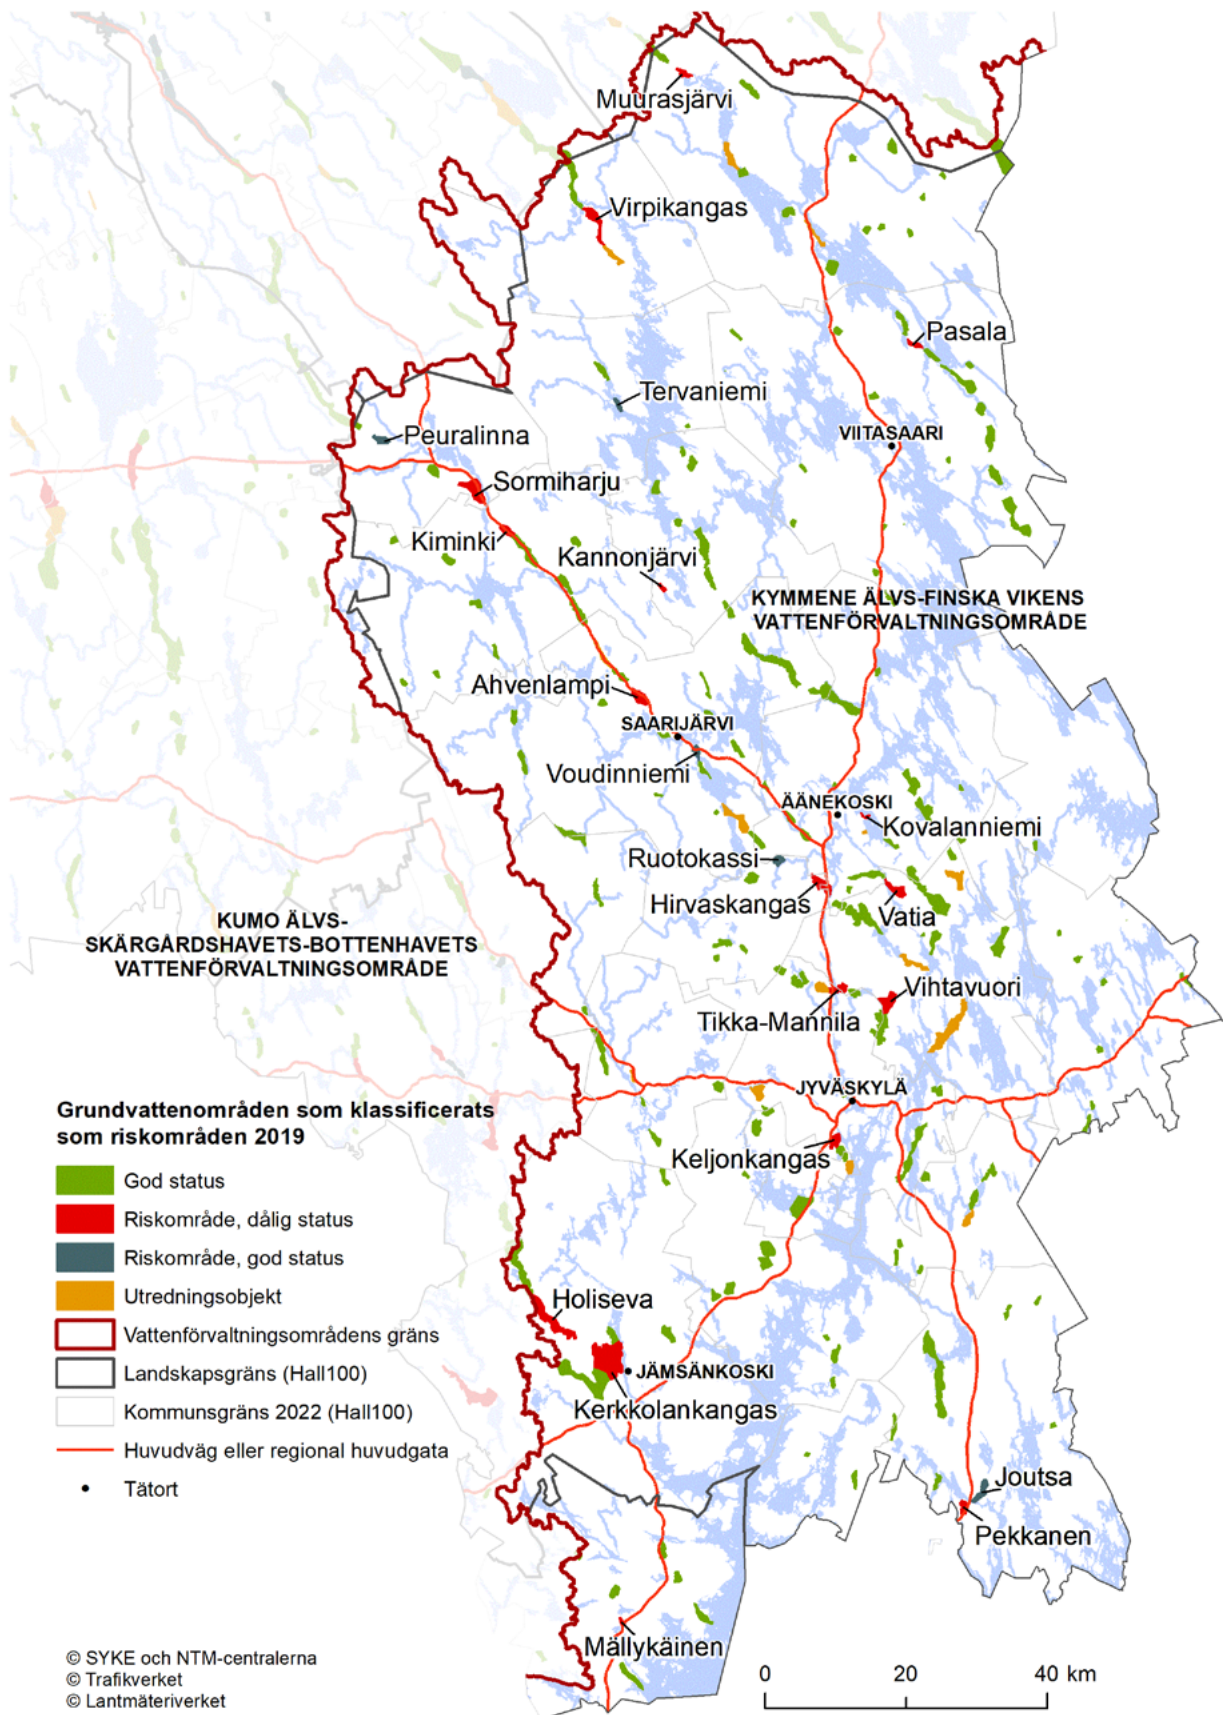 Muurasjärvi
Virpikangas
Pasala
Tervaniemi
Peuralinna
VIITASAARI
Sormiharju
Kiminki
Kannonjärvi
KYMMENE ÄLVS-FINSKA VIKENS
VATTENFÖRVALTNINGSOMRÅDE
Ahvenlampi
SAARIJÄRVI
Voudinniemi
ÄÄNEKOSKI
Kovalanniemi
Ruotokassi
Hirvaskangas
Vatia
KUMO ÄLVS-
SKÄRGÅRDSHAVETS-BOTTENHAVETS
VATTENFÖRVALTNINGSOMRÅDE
Vihtavuori
Tikka-Mannila
JYVÄSKYLÄ
Keljonkangas
Grundvattenområden som klassificerats
som riskområden 2019
God status
Riskområde, dålig status
Riskområde, god status
Utredningsobjekt
Vattenförvaltningsområdens gräns
Landskapsgräns (Hall100)
Kommunsgräns 2022 (Hall100)
Huvudväg eller regional huvudgata
Tätort
Holiseva
JÄMSÄNKOSKI
Kerkkolankangas
Joutsa
Pekkanen
Mällykäinen
© SYKE och NTM-centralerna
© Trafikverket
© Lantmäteriverket
0 20 40 km